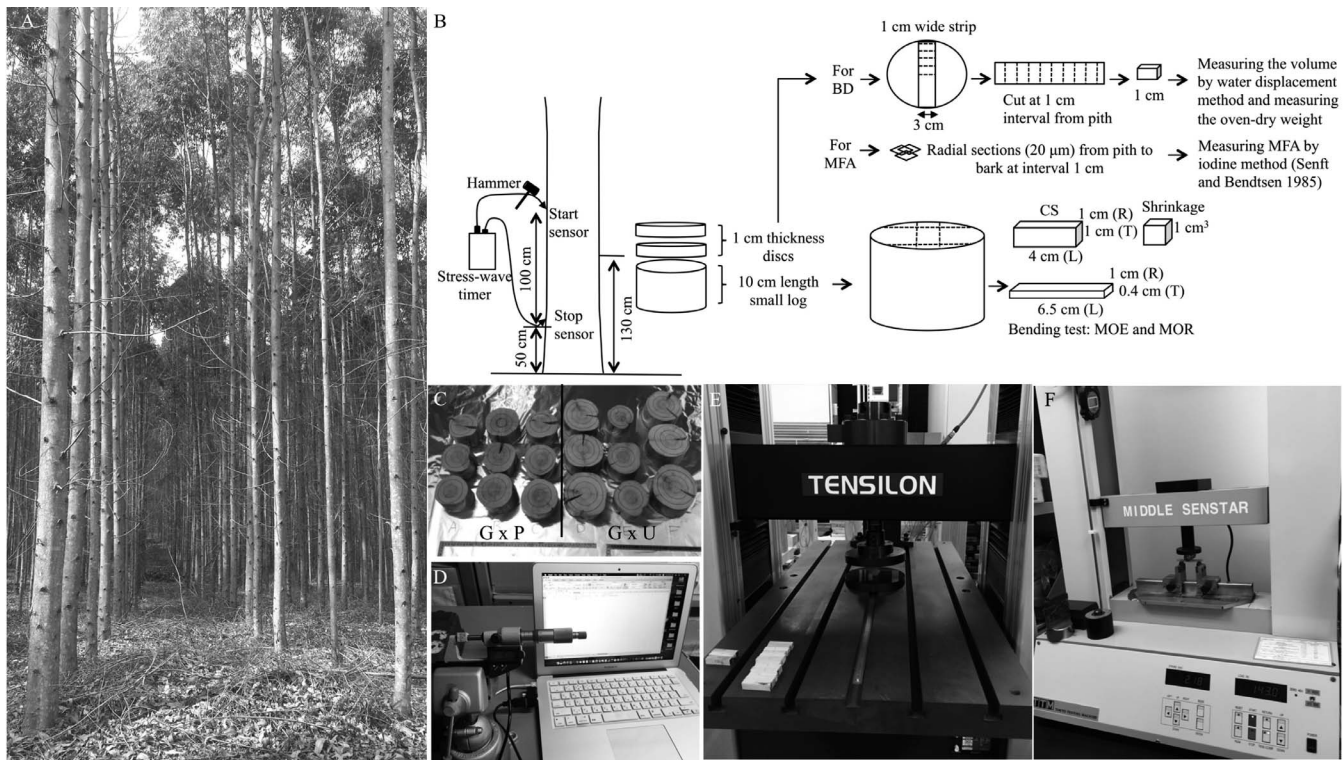 A
B
1 cm wide strip
For
BD
3 cm
Cut at 1 cm
interval from pith
1 cm
Measuring the volume
by water displacement
method and measuring
the oven-dry weight
For
MFA
Radial sections (20 μm) from pith to
bark at interval 1 cm
Measuring MFA by
iodine method (Senft
and Bendtsen 1985)
Hammer
Start
sensor
Stress-wave
timer
100 cm
Stop
sensor
50 cm
130 cm
1 cm thickness
discs
10 cm length
small log
CS
1 cm (R)
1 cm (T)
4 cm (L)
Shrinkage
1 cm³
1 cm (R)
0.4 cm (T)
6.5 cm (L)
Bending test: MOE and MOR
C
G x P
G x U
D
E
TENSILON
F
MIDDLE SENSTAR